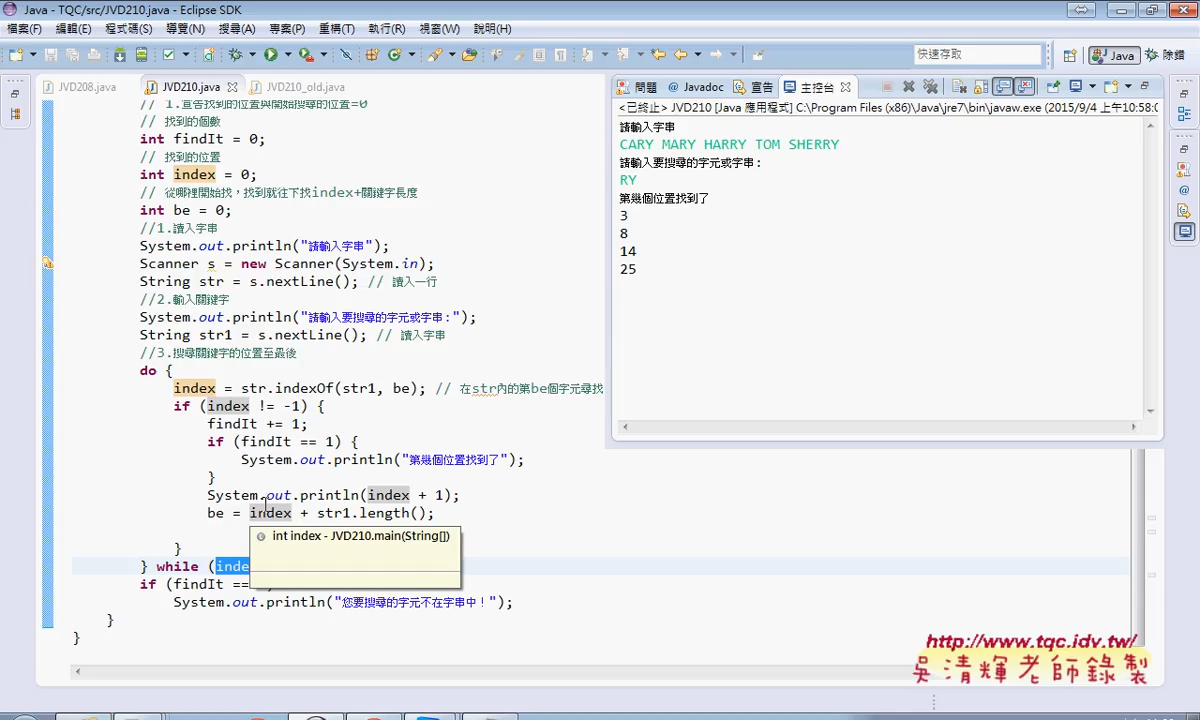 Java - TQC/src/JVD210.java - Eclipse SDK
檔案(F) 編輯(E) 程式碼(S) 導覽(N) 搜尋(A) 專案(P) 重構(T) 執行(R) 視窗(W) 說明(H)
快速存取 Java 除錯
JVD208.java JVD210.java JVD210_old.java
// 1.宣告找到的位置與開始搜尋的位置=0
// 找到的個數
int findIt = 0;
// 找到的位置
int index = 0;
// 從哪裡開始找，找到就往下找index+關鍵字長度
int be = 0;
//1.讀入字串
System.out.println("請輸入字串");
Scanner s = new Scanner(System.in);
String str = s.nextLine(); // 讀入一行
//2.輸入關鍵字
System.out.println("請輸入要搜尋的字元或字串:");
String str1 = s.nextLine(); // 讀入字串
//3.搜尋關鍵字的位置至最後
do {
index = str.indexOf(str1, be); // 在str內的第be個字元尋找
if (index != -1) {
findIt += 1;
if (findIt == 1) {
System.out.println("第幾個位置找到了");
}
System.out.println(index + 1);
be = index + str1.length();
int index - JVD210.main(String[])
}
} while (inde
if (findIt ==
System.out.println("您要搜尋的字元不在字串中!");
}
}
問題 Javadoc 宣告 主控台
<已終止> JVD210 [Java 應用程式] C:\Program Files (x86)\Java\jre7\bin\javaw.exe (2015/9/4 上午10:58:0
請輸入字串
CARY MARY HARRY TOM SHERRY
請輸入要搜尋的字元或字串:
RY
第幾個位置找到了
3
8
14
25
http://www.tqc.idv.tw/
吳清輝老師錄製